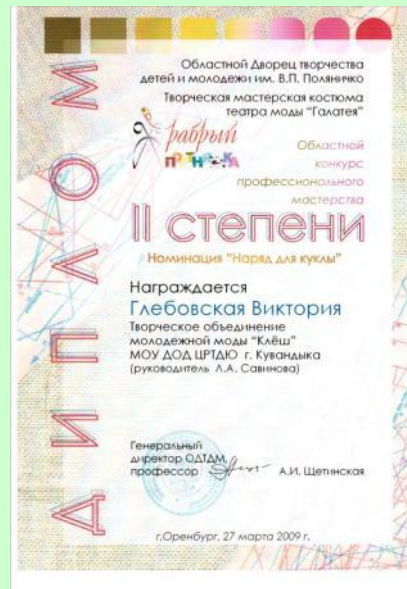 ДИПЛОМ
Областной Дворец творчества
детей и молодежи им. В.П. Поляничко
Творческая мастерская костюма
театра моды "Галатея"
Храбрый
портняжка
Областной
конкурс
профессионального
мастерства
II степени
Номинация "Наряд для куклы"
Награждается
Глебовская Виктория
Творческое объединение
молодежной моды "Клёш"
МОУ ДОД ЦРТДЮ г. Кувандыка
(руководитель Л.А. Савинова)
Генеральный
директор ОДТДМ,
профессор А.И. Щетинская
г.Оренбург, 27 марта 2009 г.